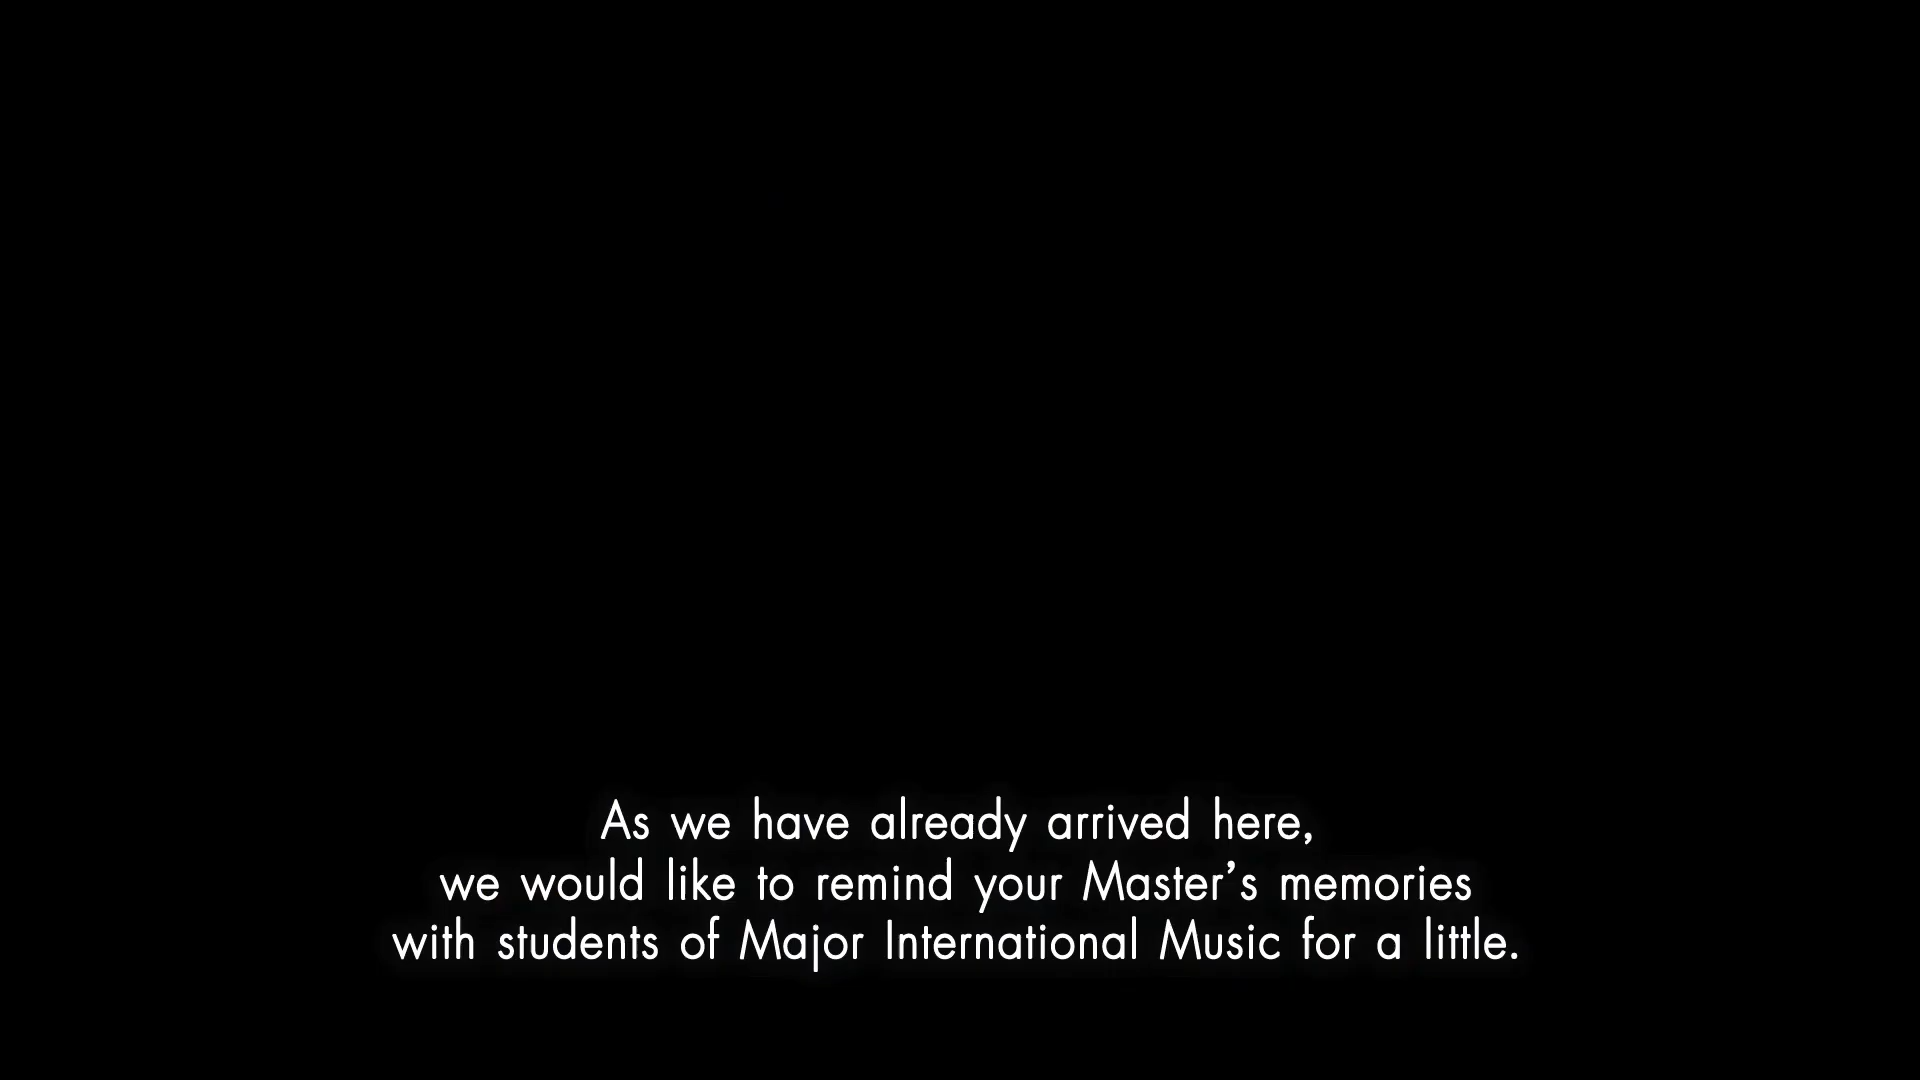 As we have already arrived here,
we would like to remind your Master’s memories
with students of Major International Music for a little.